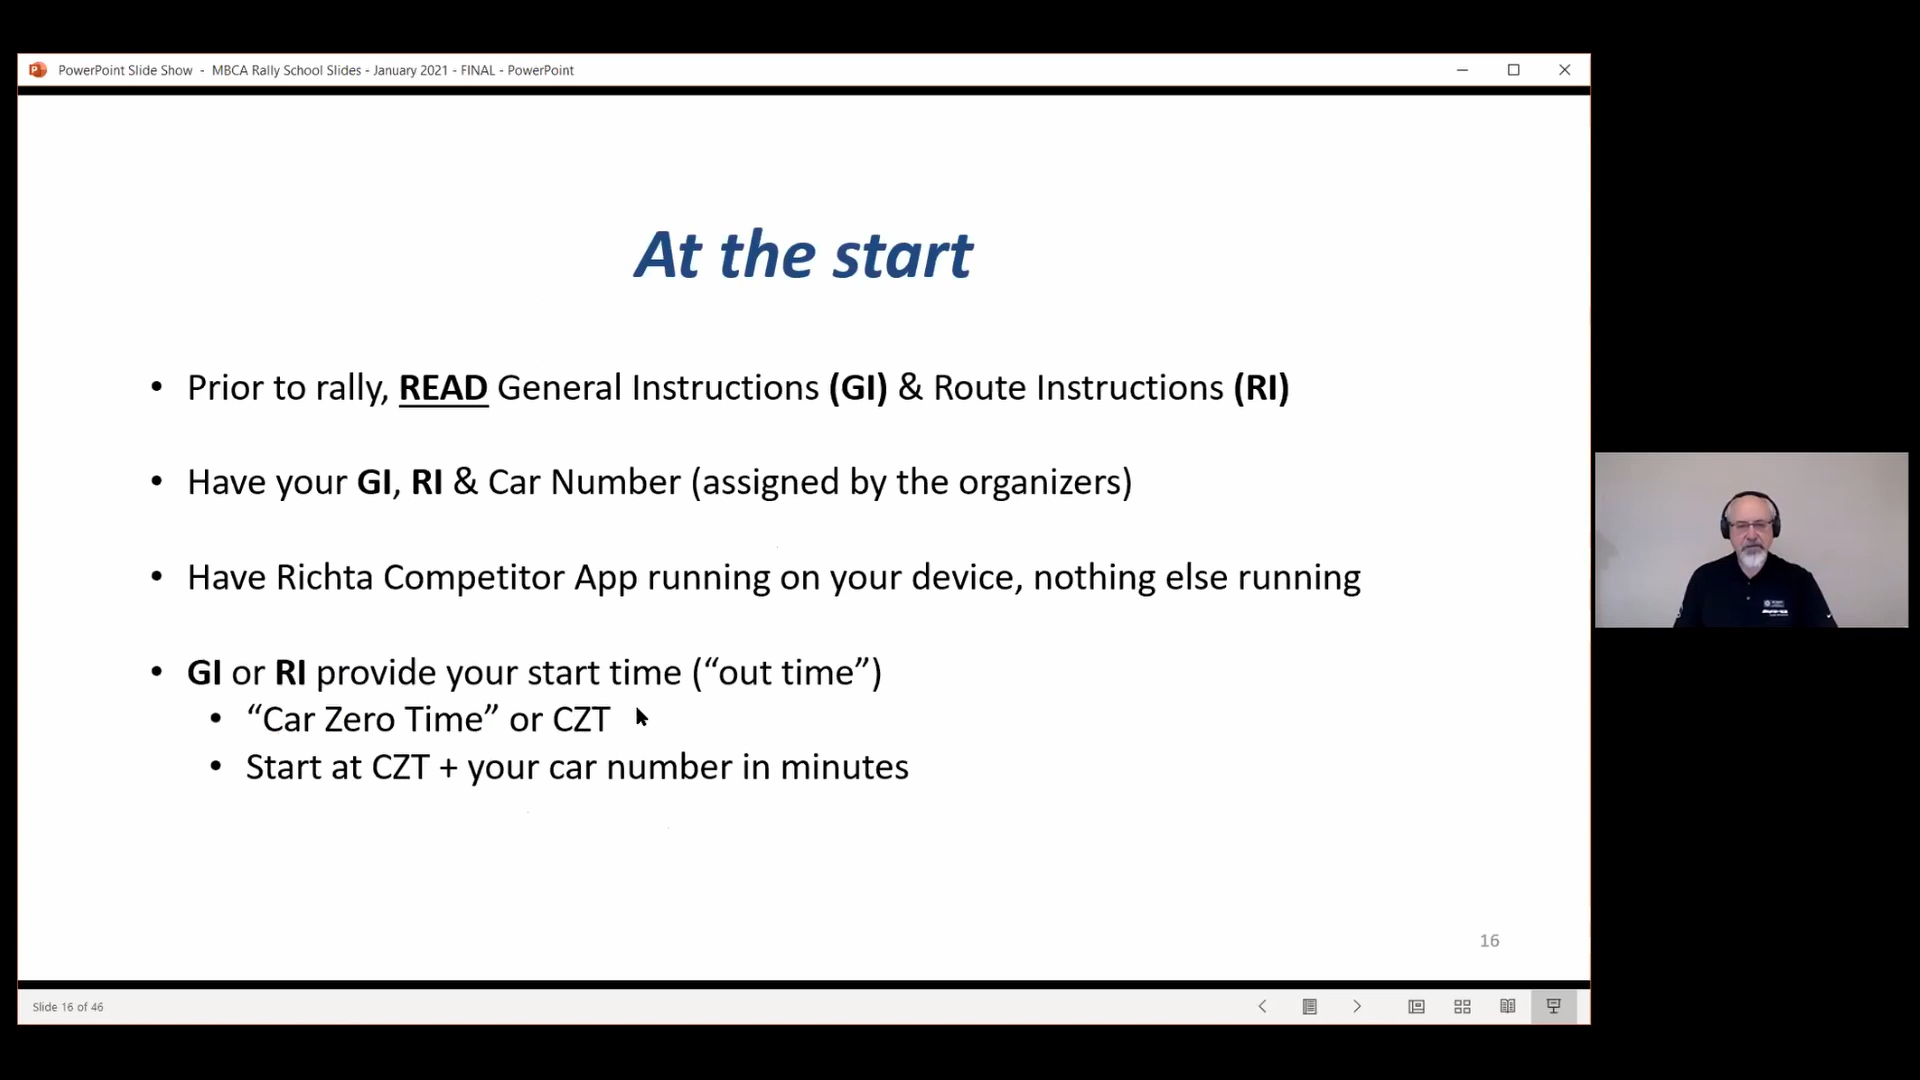 PowerPoint Slide Show - MBCA Rally School Slides - January 2021 - FINAL - PowerPoint
At the start
• Prior to rally, READ General Instructions (GI) & Route Instructions (RI)
• Have your GI, RI & Car Number (assigned by the organizers)
• Have Richta Competitor App running on your device, nothing else running
• GI or RI provide your start time (“out time”)
• “Car Zero Time” or CZT
• Start at CZT + your car number in minutes
16
Slide 16 of 46